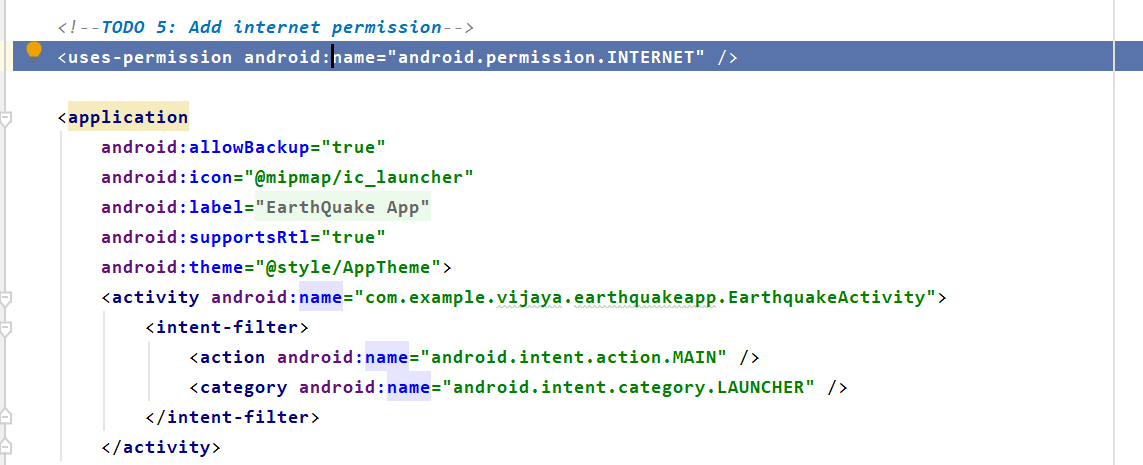 <!--TODO 5: Add internet permission-->
<uses-permission android:name="android.permission.INTERNET" />
<application
android:allowBackup="true"
android:icon="@mipmap/ic_launcher"
android:label="EarthQuake App"
android:supportsRtl="true"
android:theme="@style/AppTheme">
<activity android:name="com.example.vijaya.earthquakeapp.EarthquakeActivity">
<intent-filter>
<action android:name="android.intent.action.MAIN" />
<category android:name="android.intent.category.LAUNCHER" />
</intent-filter>
</activity>